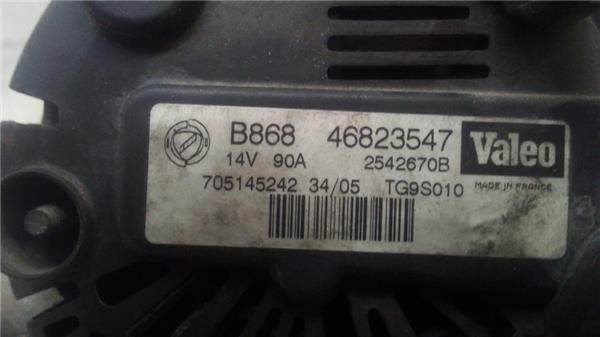 B868 46823547
Valeo
14V 90A 2542670B
705145242 34/05 TG9S010
MADE IN FRANCE